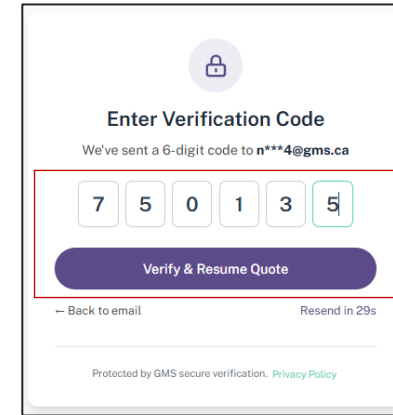 Enter Verification Code
We've sent a 6-digit code to n***4@gms.ca
7 5 0 1 3 5
Verify & Resume Quote
← Back to email Resend in 29s
Protected by GMS secure verification. Privacy Policy